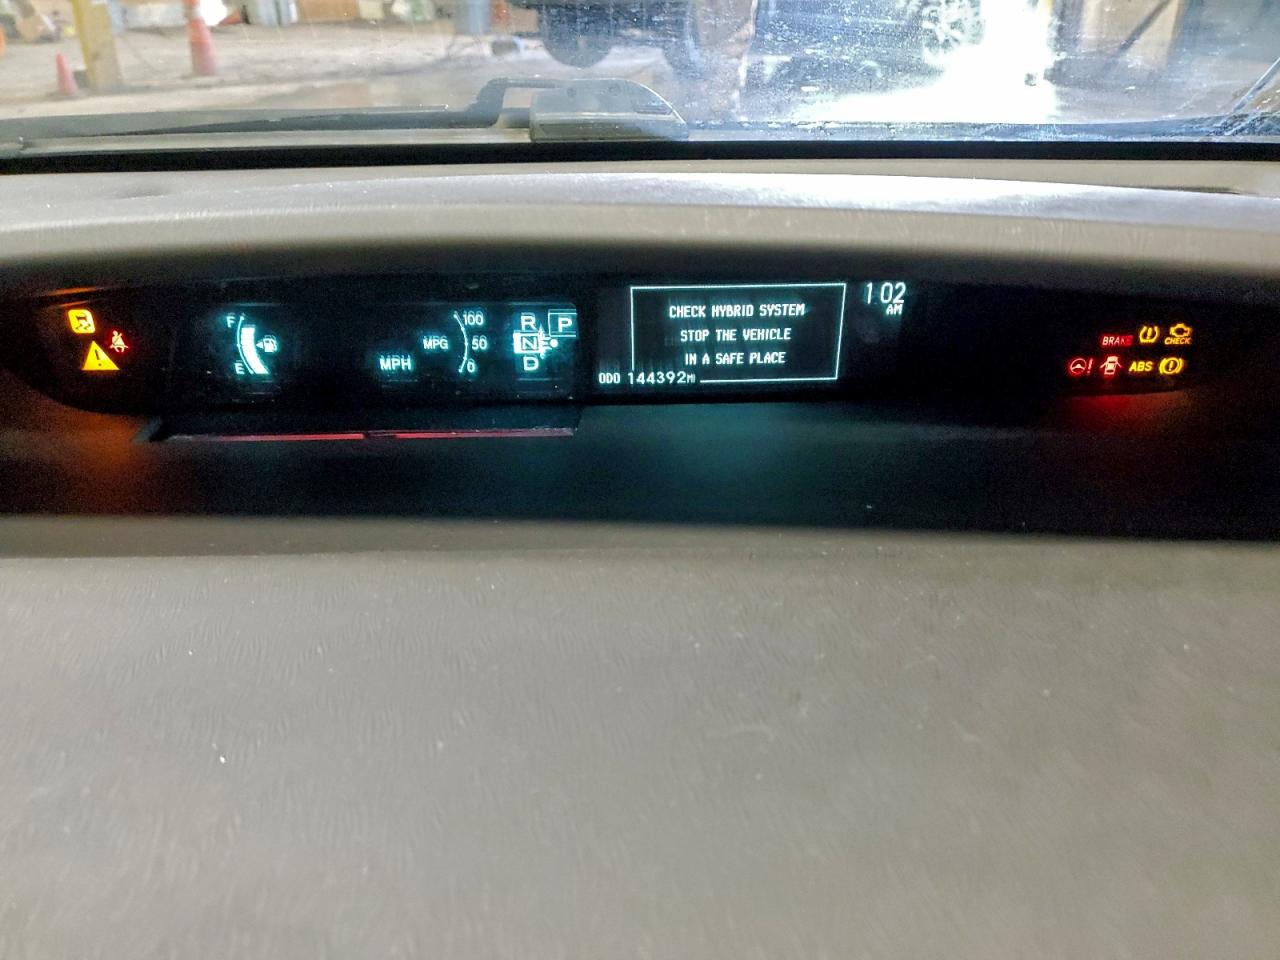 F
E
MPH
MPG
100
50
0
R
N
D
P
CHECK HYBRID SYSTEM
STOP THE VEHICLE
IN A SAFE PLACE
ODO 144392MI
1 02
AM
BRAKE
CHECK
ABS